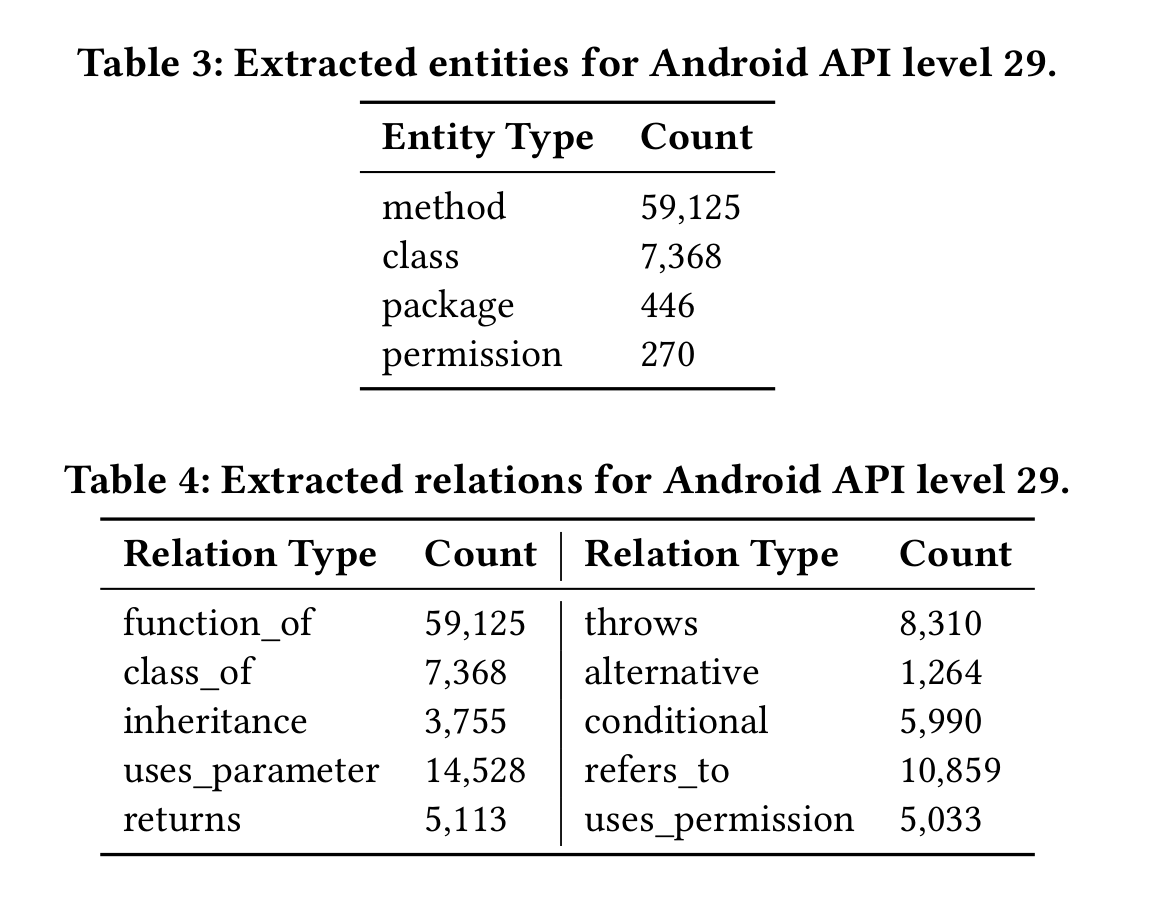 Table 3: Extracted entities for Android API level 29.
Entity Type Count
method 59,125
class 7,368
package 446
permission 270
Table 4: Extracted relations for Android API level 29.
Relation Type Count Relation Type Count
function_of 59,125 throws 8,310
class_of 7,368 alternative 1,264
inheritance 3,755 conditional 5,990
uses_parameter 14,528 refers_to 10,859
returns 5,113 uses_permission 5,033